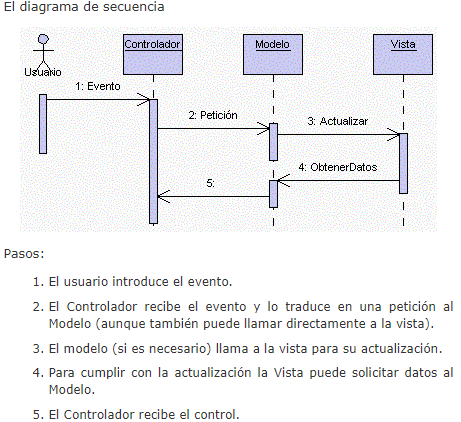 El diagrama de secuencia
Controlador
Modelo
Vista
Usuario
1: Evento
2: Petición
3: Actualizar
4: ObtenerDatos
5:
Pasos:
1. El usuario introduce el evento.
2. El Controlador recibe el evento y lo traduce en una petición al
Modelo (aunque también puede llamar directamente a la vista).
3. El modelo (si es necesario) llama a la vista para su actualización.
4. Para cumplir con la actualización la Vista puede solicitar datos al
Modelo.
5. El Controlador recibe el control.